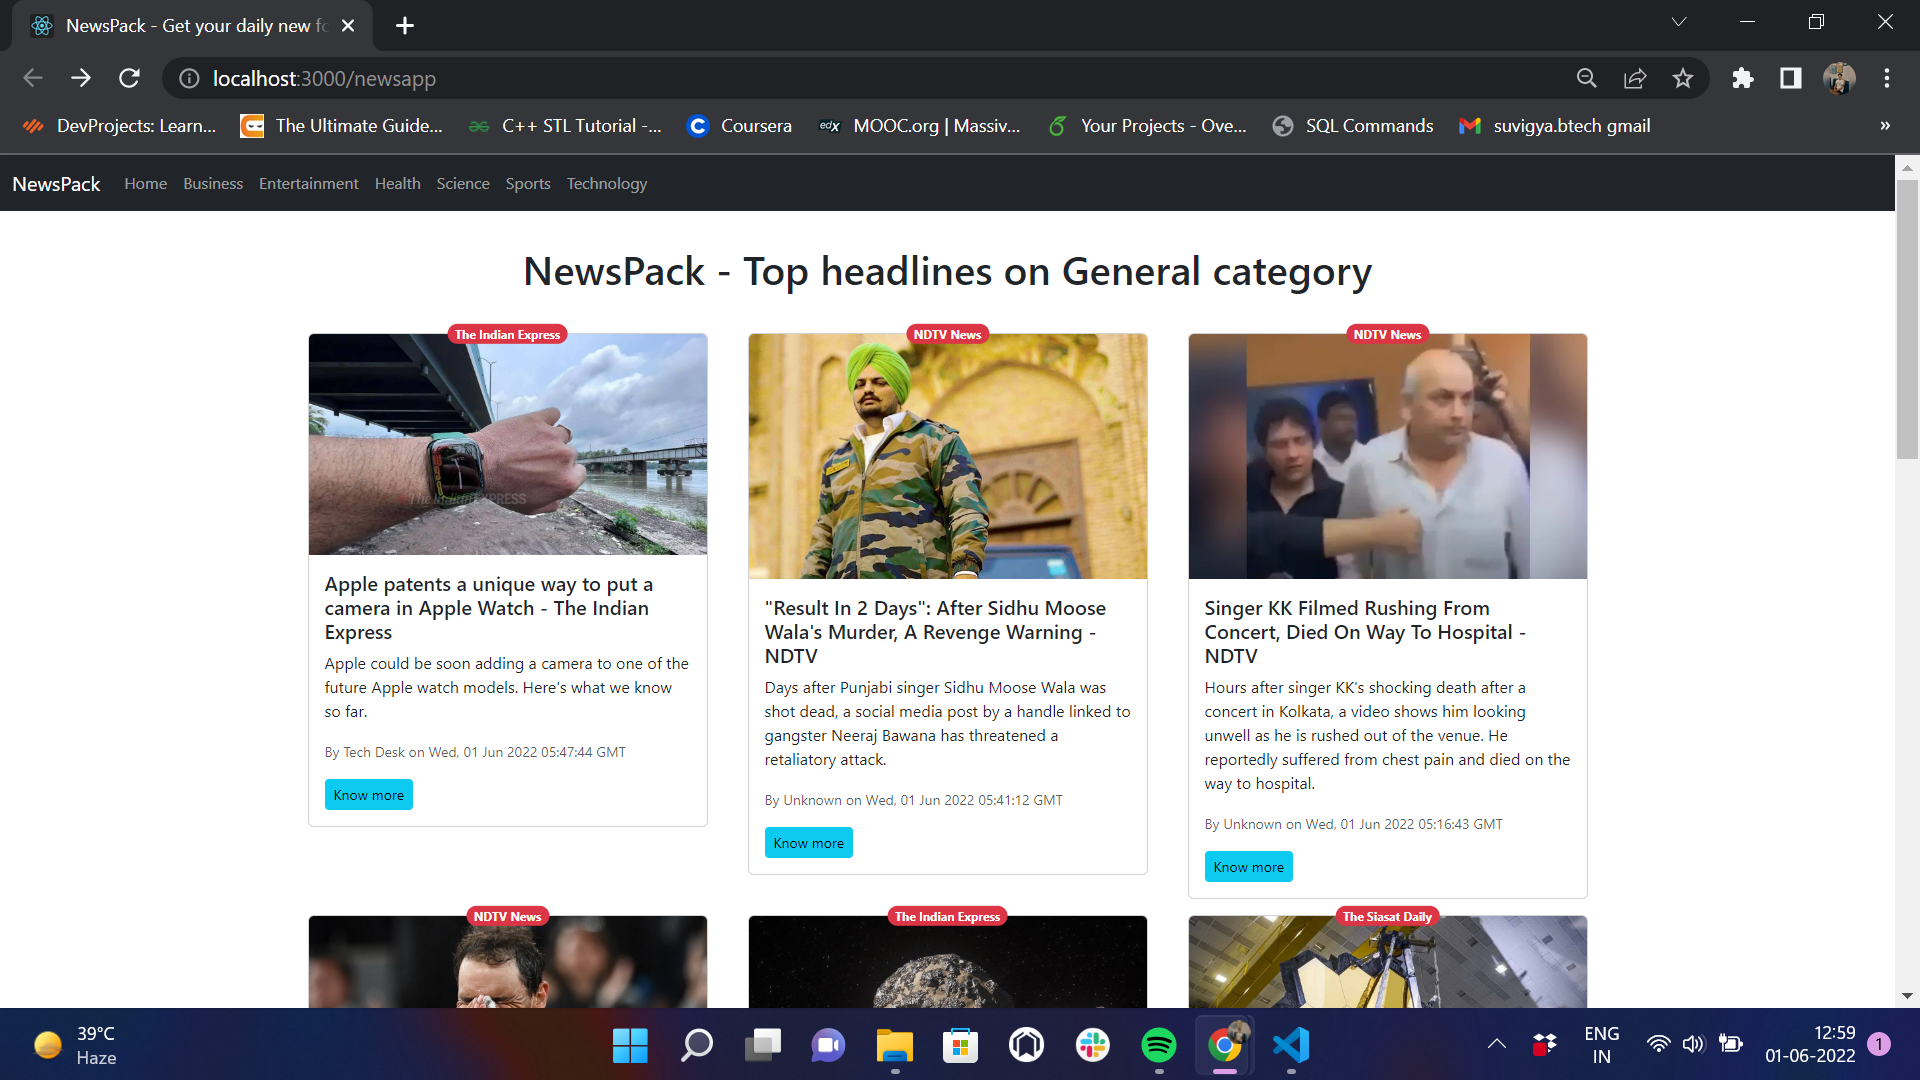 NewsPack - Get your daily new fo
localhost:3000/newsapp
DevProjects: Learn...
The Ultimate Guide...
C++ STL Tutorial -...
Coursera
edX
MOOC.org | Massiv...
Your Projects - Ove...
SQL Commands
suvigya.btech gmail
»
NewsPack
Home
Business
Entertainment
Health
Science
Sports
Technology
NewsPack - Top headlines on General category
The Indian Express
The Indian EXPRESS
Apple patents a unique way to put a
camera in Apple Watch - The Indian
Express
Apple could be soon adding a camera to one of the
future Apple watch models. Here's what we know
so far.
By Tech Desk on Wed, 01 Jun 2022 05:47:44 GMT
Know more
NDTV News
"Result In 2 Days": After Sidhu Moose
Wala's Murder, A Revenge Warning -
NDTV
Days after Punjabi singer Sidhu Moose Wala was
shot dead, a social media post by a handle linked to
gangster Neeraj Bawana has threatened a
retaliatory attack.
By Unknown on Wed, 01 Jun 2022 05:41:12 GMT
Know more
NDTV News
Singer KK Filmed Rushing From
Concert, Died On Way To Hospital -
NDTV
Hours after singer KK's shocking death after a
concert in Kolkata, a video shows him looking
unwell as he is rushed out of the venue. He
reportedly suffered from chest pain and died on the
way to hospital.
By Unknown on Wed, 01 Jun 2022 05:16:43 GMT
Know more
NDTV News
The Indian Express
The Siasat Daily
39°C
Haze
ENG
IN
12:59
01-06-2022
1